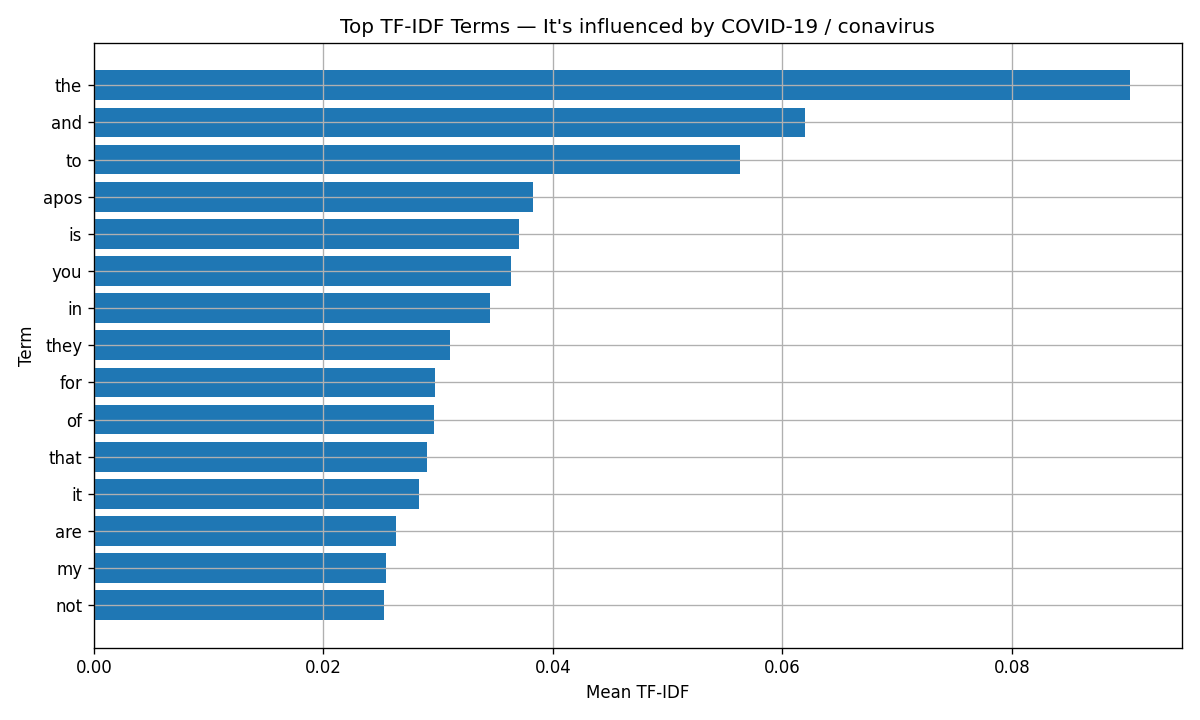 Top TF-IDF Terms — It's influenced by COVID-19 / conavirus
the
and
to
apos
is
you
in
they
for
of
that
it
are
my
not
Term
0.00 0.02 0.04 0.06 0.08
Mean TF-IDF